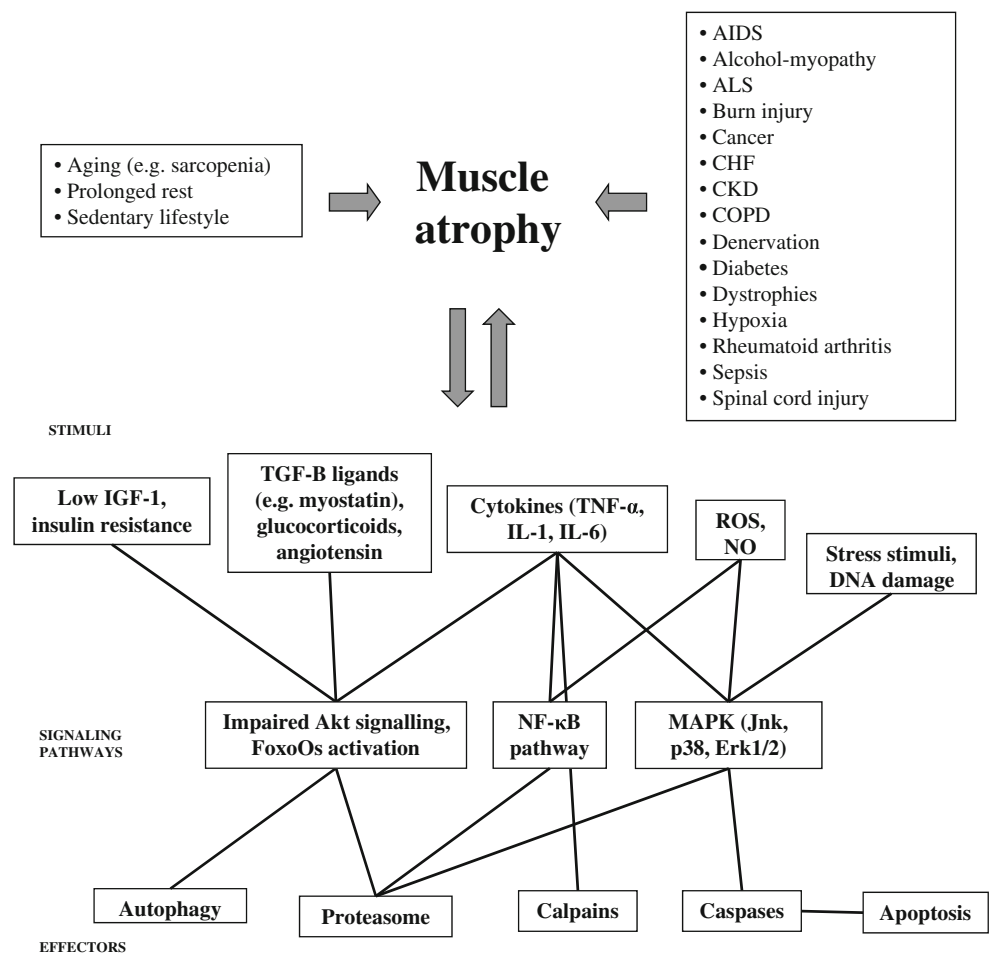 • Aging (e.g. sarcopenia)
• Prolonged rest
• Sedentary lifestyle
Muscle
atrophy
• AIDS
• Alcohol-myopathy
• ALS
• Burn injury
• Cancer
• CHF
• CKD
• COPD
• Denervation
• Diabetes
• Dystrophies
• Hypoxia
• Rheumatoid arthritis
• Sepsis
• Spinal cord injury
STIMULI
Low IGF-1,
insulin resistance
TGF-B ligands
(e.g. myostatin),
glucocorticoids,
angiotensin
Cytokines (TNF-α,
IL-1, IL-6)
ROS,
NO
Stress stimuli,
DNA damage
SIGNALING
PATHWAYS
Impaired Akt signalling,
FoxoOs activation
NF-κB
pathway
MAPK (Jnk,
p38, Erk1/2)
Autophagy
Proteasome
Calpains
Caspases
Apoptosis
EFFECTORS